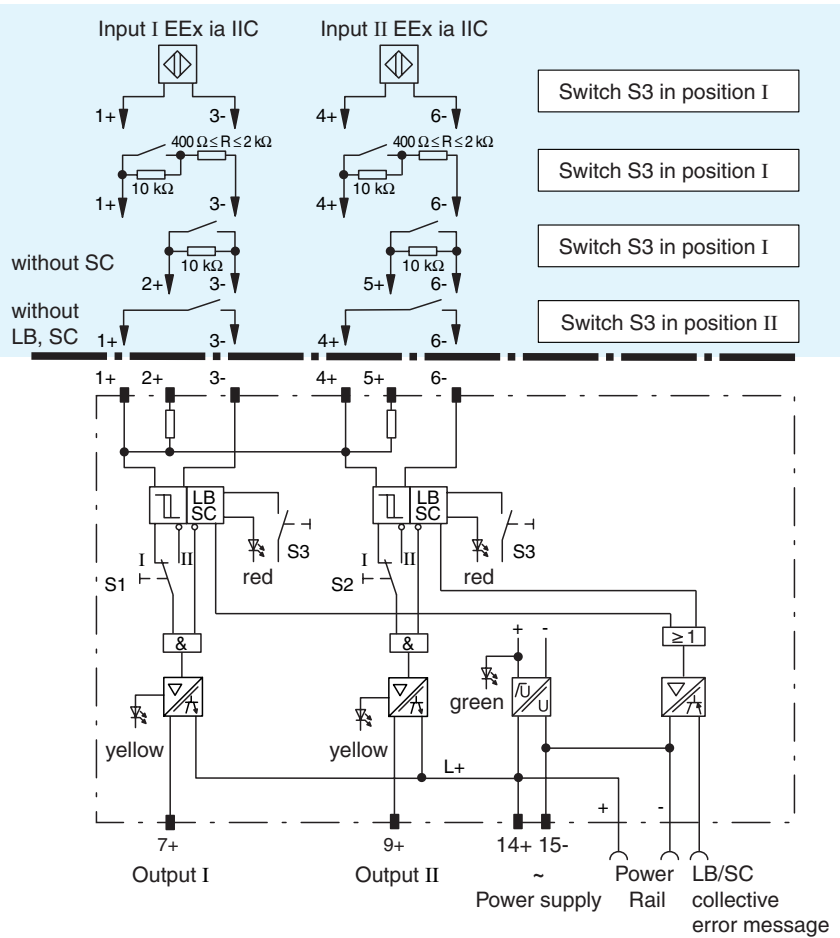 Input I EEx ia IIC
Input II EEx ia IIC
1+ 3-
4+ 6-
Switch S3 in position I
400 Ω ≤ R ≤ 2 kΩ
400 Ω ≤ R ≤ 2 kΩ
10 kΩ
10 kΩ
1+ 3-
4+ 6-
Switch S3 in position I
without SC
10 kΩ
10 kΩ
2+ 3-
5+ 6-
Switch S3 in position I
without
LB, SC
1+ 3-
4+ 6-
Switch S3 in position II
1+ 2+ 3-
4+ 5+ 6-
LB
SC
LB
SC
S1 I II
red
S3
S2 I II
red
S3
&
&
+ -
≥ 1
yellow
yellow
green
U
U
L+
+ -
7+
9+
14+ 15-
Output I
Output II
~
Power supply
Power
Rail
LB/SC
collective
error message